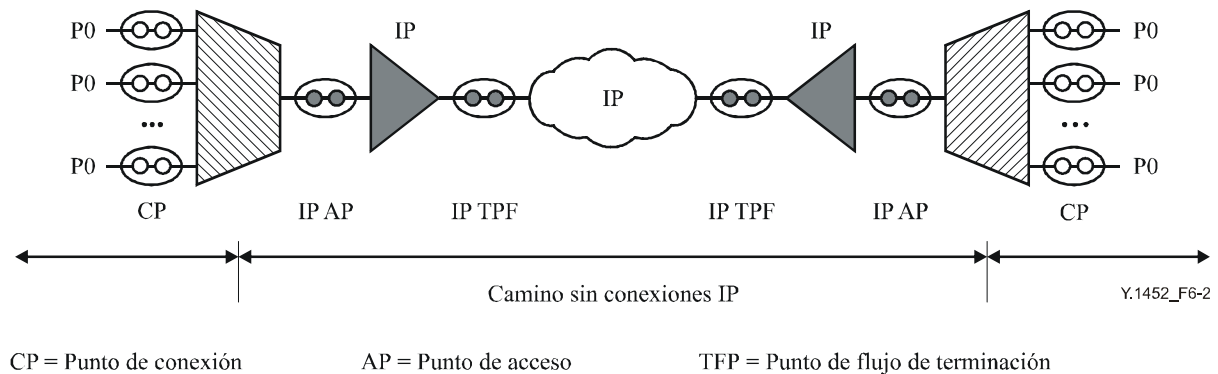 P0 IP IP P0
P0 IP P0
... ...
P0 P0
CP IP AP IP TPF IP TPF IP AP CP
Camino sin conexiones IP
Y.1452_F6-2
CP = Punto de conexión AP = Punto de acceso TFP = Punto de flujo de terminación